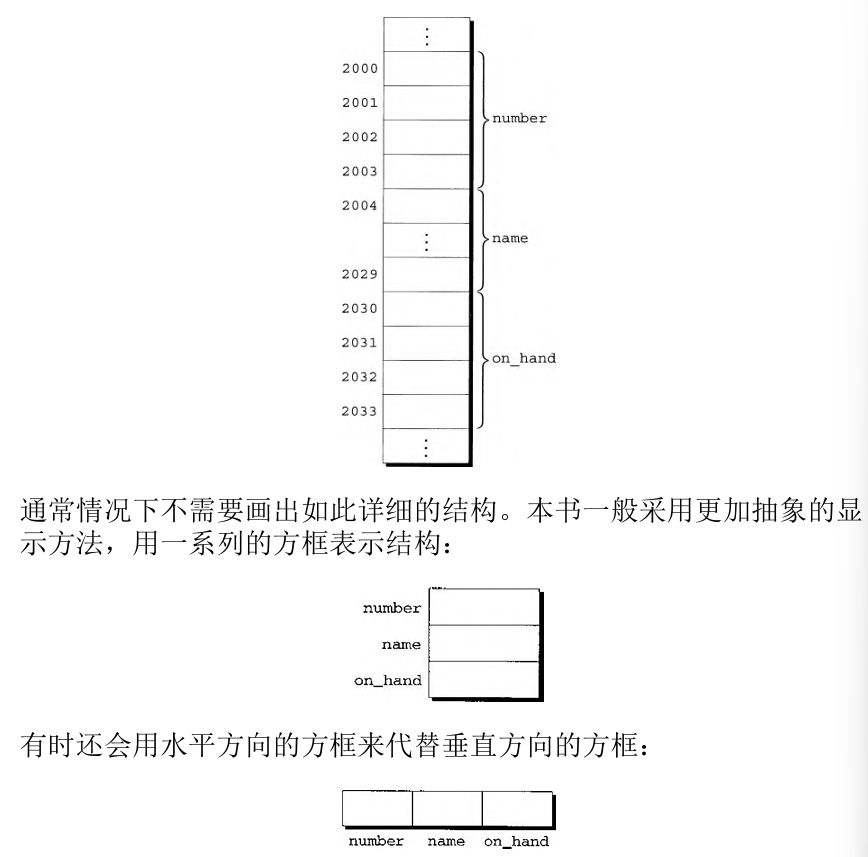 ⋮
2000
2001
number
2002
2003
2004
⋮
name
2029
2030
2031
on_hand
2032
2033
⋮
通常情况下不需要画出如此详细的结构。本书一般采用更加抽象的显
示方法，用一系列的方框表示结构：
number
name
on_hand
有时还会用水平方向的方框来代替垂直方向的方框：
number name on_hand